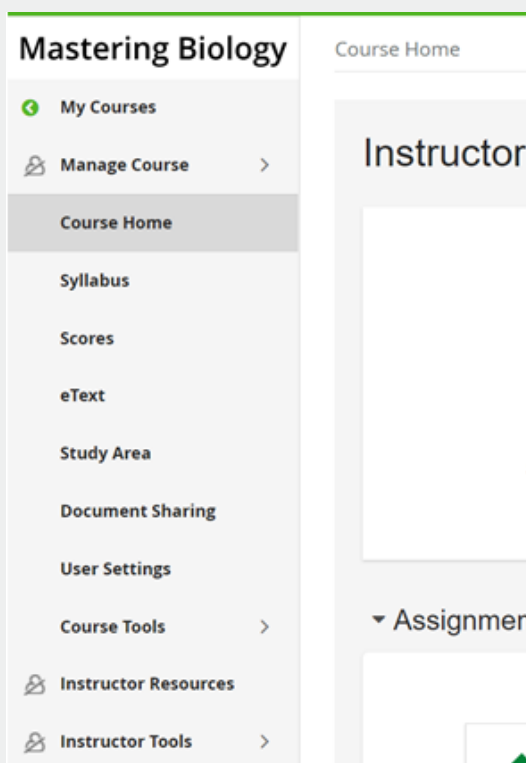 Mastering Biology
My Courses
Manage Course
Course Home
Syllabus
Scores
eText
Study Area
Document Sharing
User Settings
Course Tools
Instructor Resources
Instructor Tools
Course Home
Instructor
Assignmen